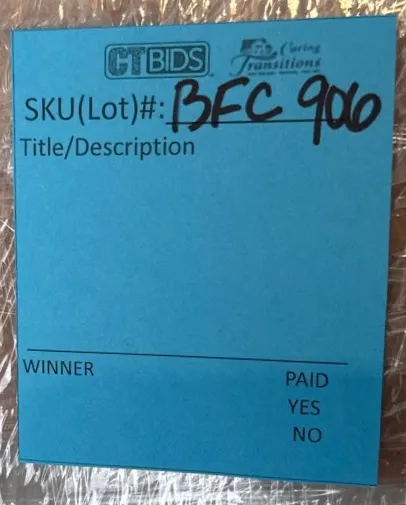 CTBIDS
Caring
Transitions
SKU(Lot)#: BFC 906
Title/Description
WINNER
PAID
YES
NO